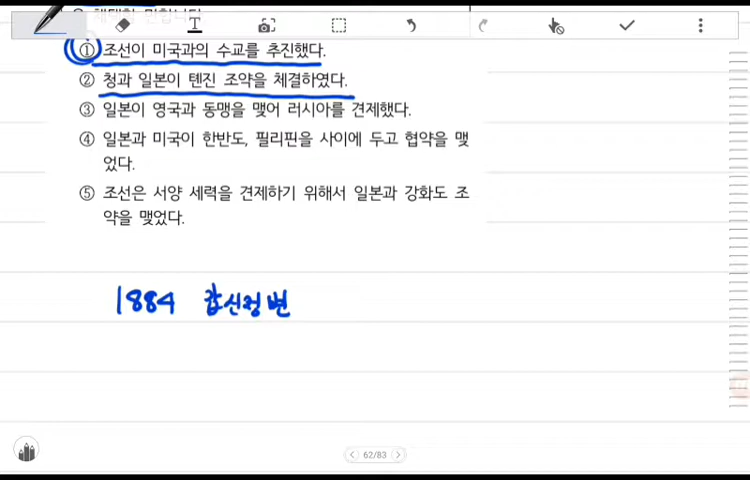 ① 조선이 미국과의 수교를 추진했다.
② 청과 일본이 톈진 조약을 체결하였다.
③ 일본이 영국과 동맹을 맺어 러시아를 견제했다.
④ 일본과 미국이 한반도, 필리핀을 사이에 두고 협약을 맺
었다.
⑤ 조선은 서양 세력을 견제하기 위해서 일본과 강화도 조
약을 맺었다.
1884 갑신정변
62/83